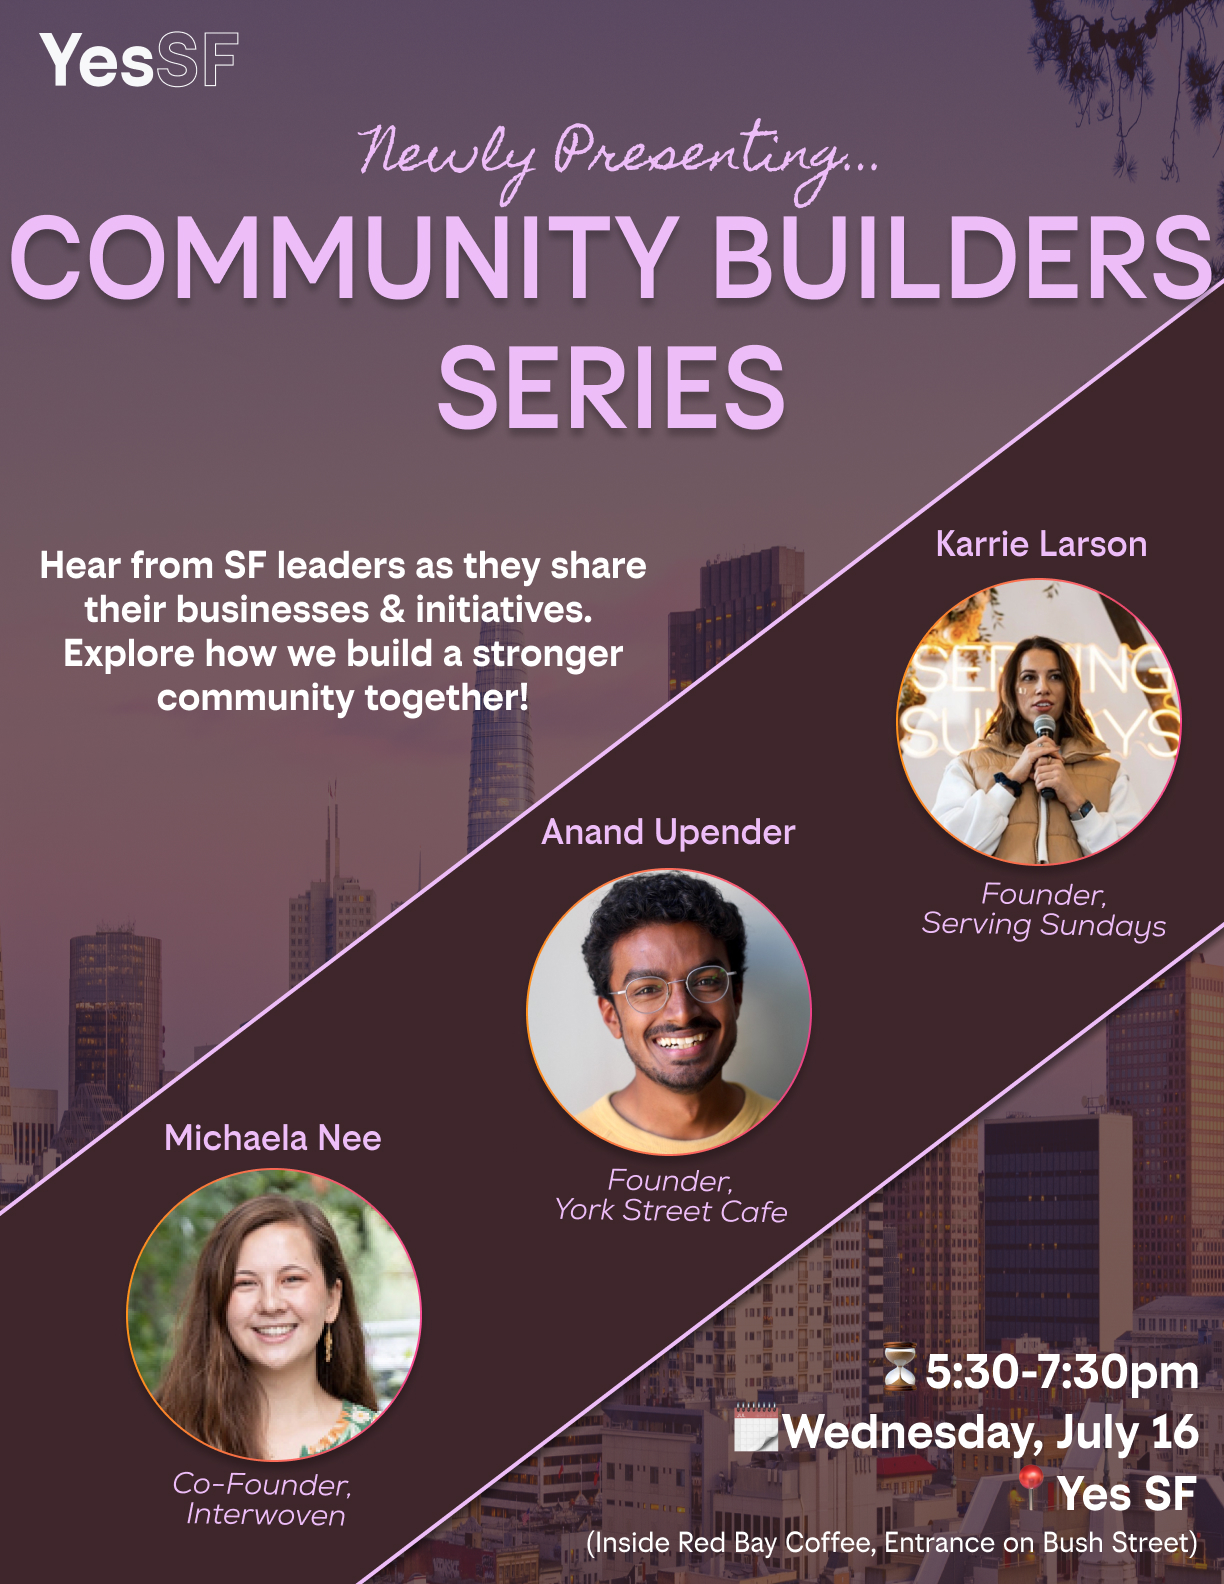 YesSF
Newly Presenting...
COMMUNITY BUILDERS
SERIES
Hear from SF leaders as they share
their businesses & initiatives.
Explore how we build a stronger
community together!
Karrie Larson
SERVING
SUNDAYS
Founder,
Serving Sundays
Anand Upender
Founder,
York Street Cafe
Michaela Nee
Co-Founder,
Interwoven
5:30-7:30pm
Wednesday, July 16
Yes SF
(Inside Red Bay Coffee, Entrance on Bush Street)